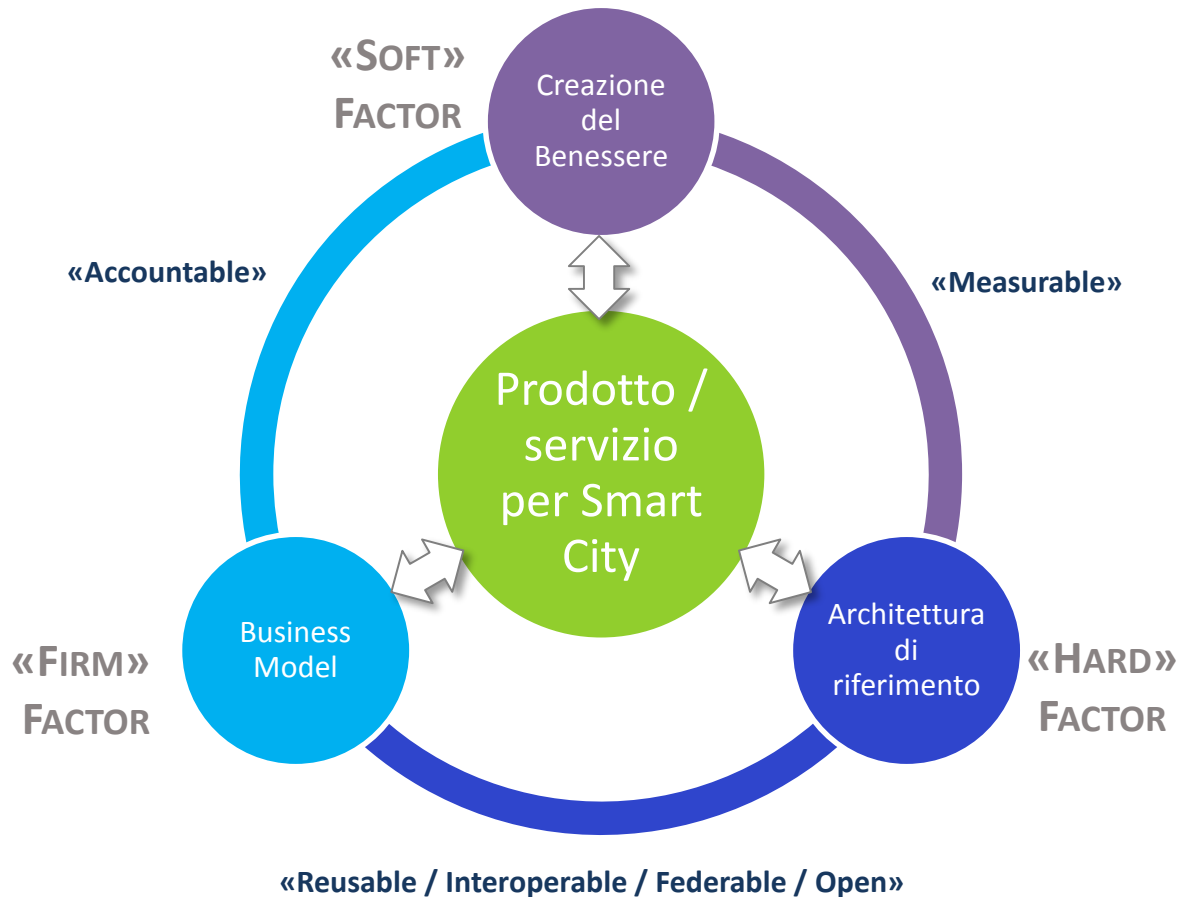 «SOFT»
FACTOR
Creazione
del
Benessere
«Accountable»
«Measurable»
Prodotto /
servizio
per Smart
City
Business
Model
«FIRM»
FACTOR
Architettura
di
riferimento
«HARD»
FACTOR
«Reusable / Interoperable / Federable / Open»